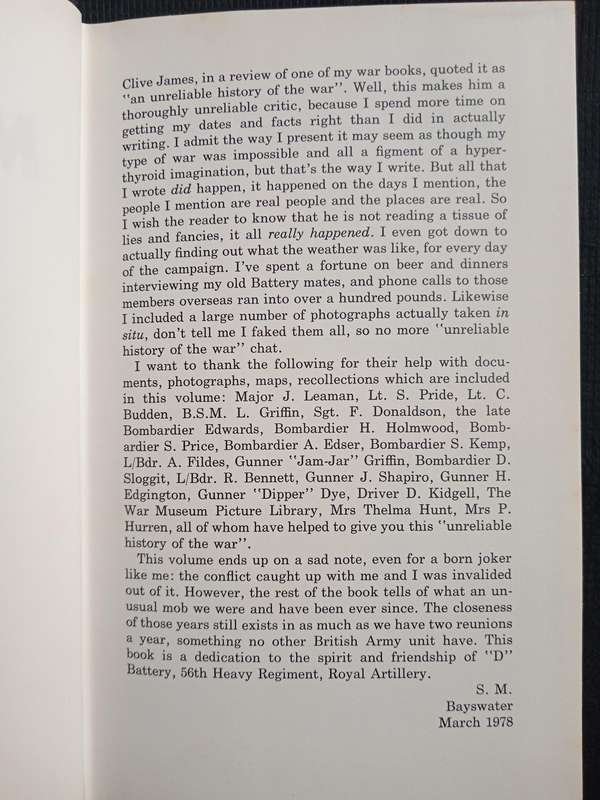 Clive James, in a review of one of my war books, quoted it as
"an unreliable history of the war". Well, this makes him a
thoroughly unreliable critic, because I spend more time on
getting my dates and facts right than I did in actually
writing. I admit the way I present it may seem as though my
type of war was impossible and all a figment of a hyper-
thyroid imagination, but that's the way I write. But all that
I wrote did happen, it happened on the days I mention, the
people I mention are real people and the places are real. So
I wish the reader to know that he is not reading a tissue of
lies and fancies, it all really happened. I even got down to
actually finding out what the weather was like, for every day
of the campaign. I've spent a fortune on beer and dinners
interviewing my old Battery mates, and phone calls to those
members overseas ran into over a hundred pounds. Likewise
I included a large number of photographs actually taken in
situ, don't tell me I faked them all, so no more "unreliable
history of the war" chat.
I want to thank the following for their help with docu-
ments, photographs, maps, recollections which are included
in this volume: Major J. Leaman, Lt. S. Pride, Lt. C.
Budden, B.S.M. L. Griffin, Sgt. F. Donaldson, the late
Bombardier Edwards, Bombardier H. Holmwood, Bomb-
ardier S. Price, Bombardier A. Edser, Bombardier S. Kemp,
L/Bdr. A. Fildes, Gunner "Jam-Jar" Griffin, Bombardier D.
Sloggit, L/Bdr. R. Bennett, Gunner J. Shapiro, Gunner H.
Edgington, Gunner "Dipper" Dye, Driver D. Kidgell, The
War Museum Picture Library, Mrs Thelma Hunt, Mrs P.
Hurren, all of whom have helped to give you this "unreliable
history of the war".
This volume ends up on a sad note, even for a born joker
like me: the conflict caught up with me and I was invalided
out of it. However, the rest of the book tells of what an un-
usual mob we were and have been ever since. The closeness
of those years still exists in as much as we have two reunions
a year, something no other British Army unit have. This
book is a dedication to the spirit and friendship of "D"
Battery, 56th Heavy Regiment, Royal Artillery.
S. M.
Bayswater
March 1978